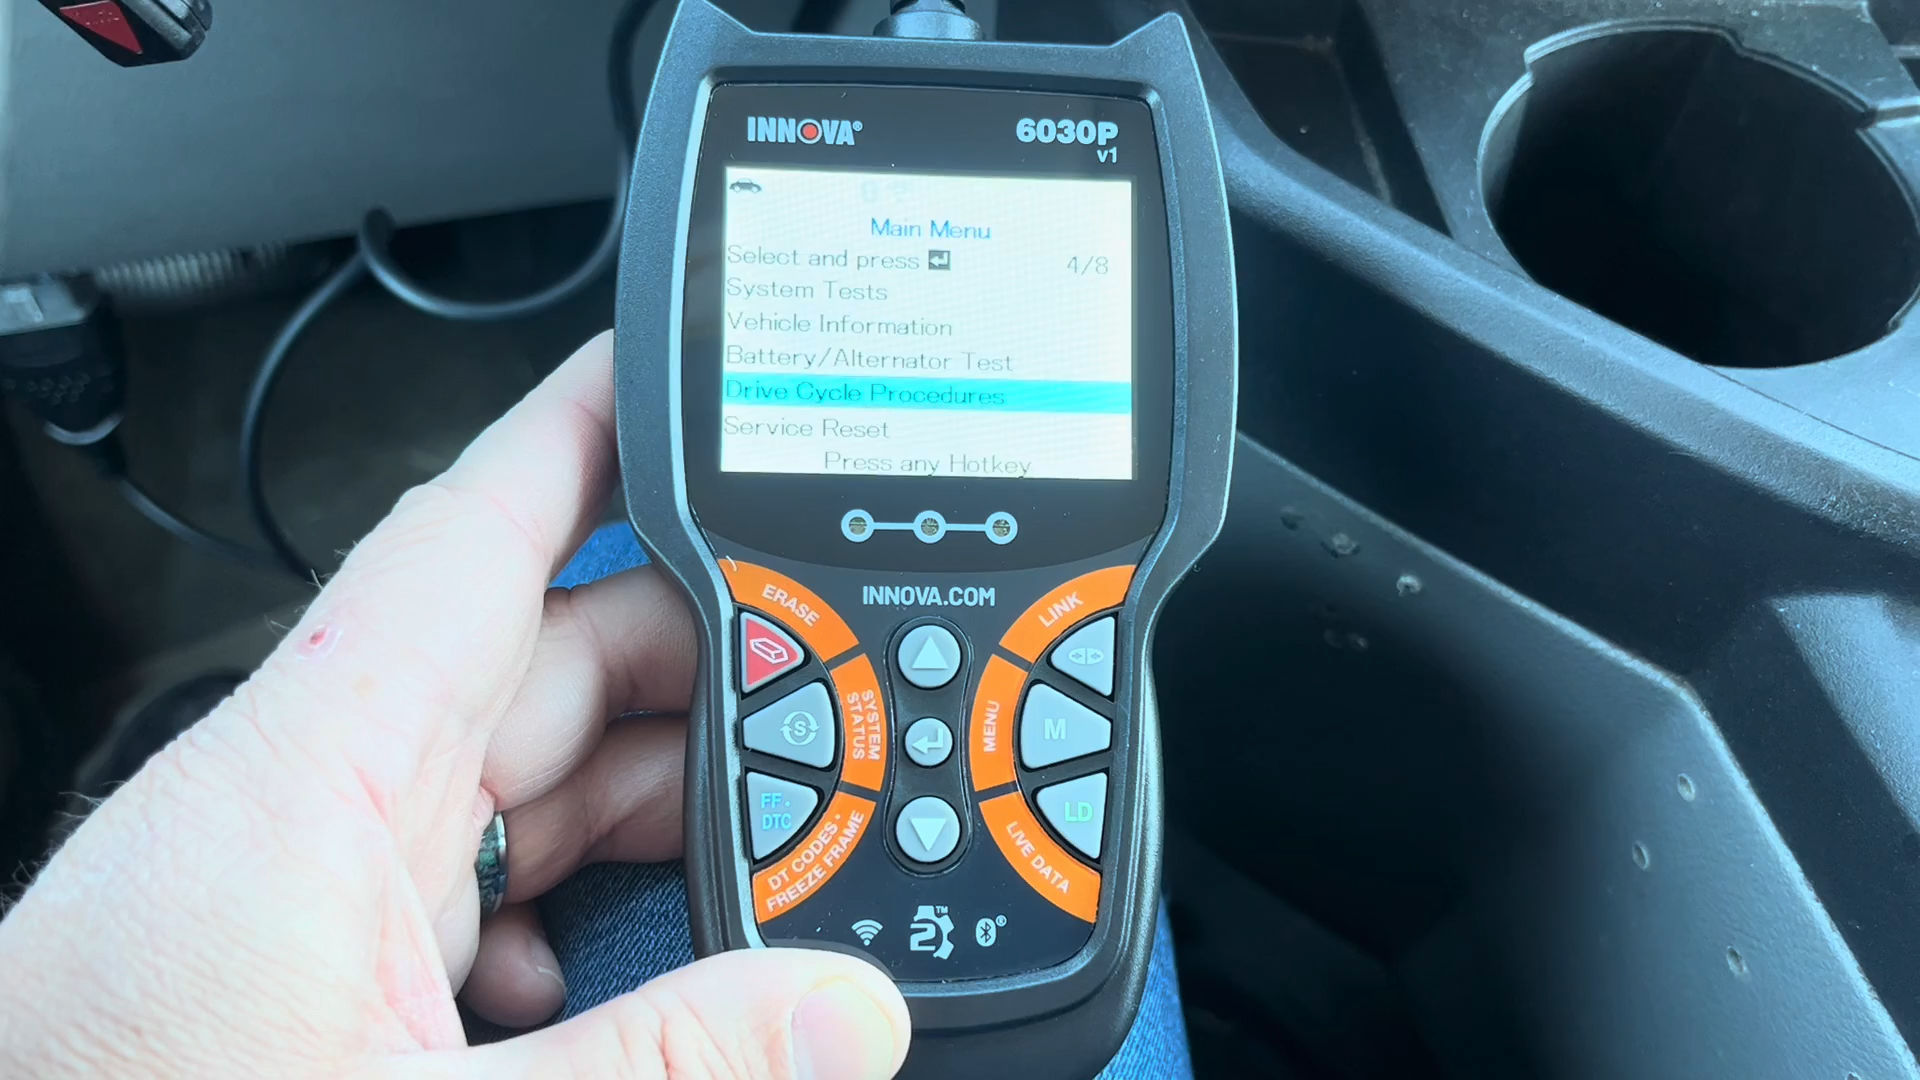 INNOVA®
6030P
v1
Main Menu
Select and press
4/8
System Tests
Vehicle Information
Battery/Alternator Test
Drive Cycle Procedures
Service Reset
Press any Hotkey
INNOVA.COM
ERASE
LINK
SYSTEM
STATUS
S
MENU
M
FF•
DTC
LD
DT CODES•
FREEZE FRAME
LIVE DATA
2
™
®